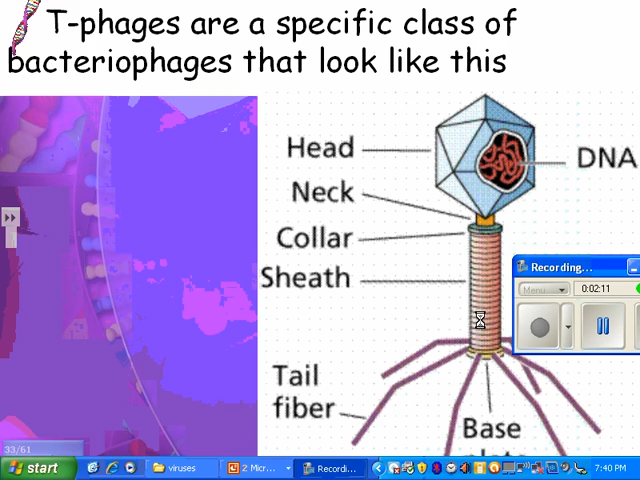 T-phages are a specific class of
bacteriophages that look like this
Head
DNA
Neck
Collar
Sheath
Recording...
Menu
0:02:11
Tail
fiber
Base
33/61
start
viruses
2 Micr...
Recordi...
7:40 PM